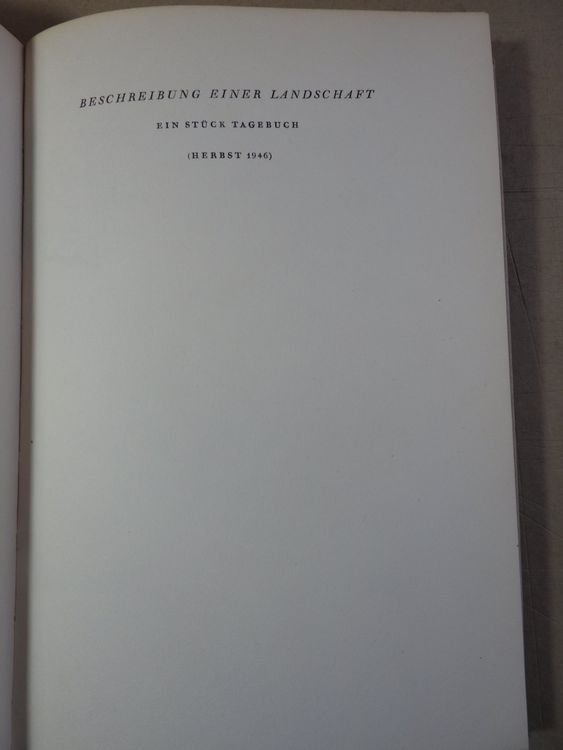 BESCHREIBUNG EINER LANDSCHAFT
EIN STÜCK TAGEBUCH
(HERBST 1946)